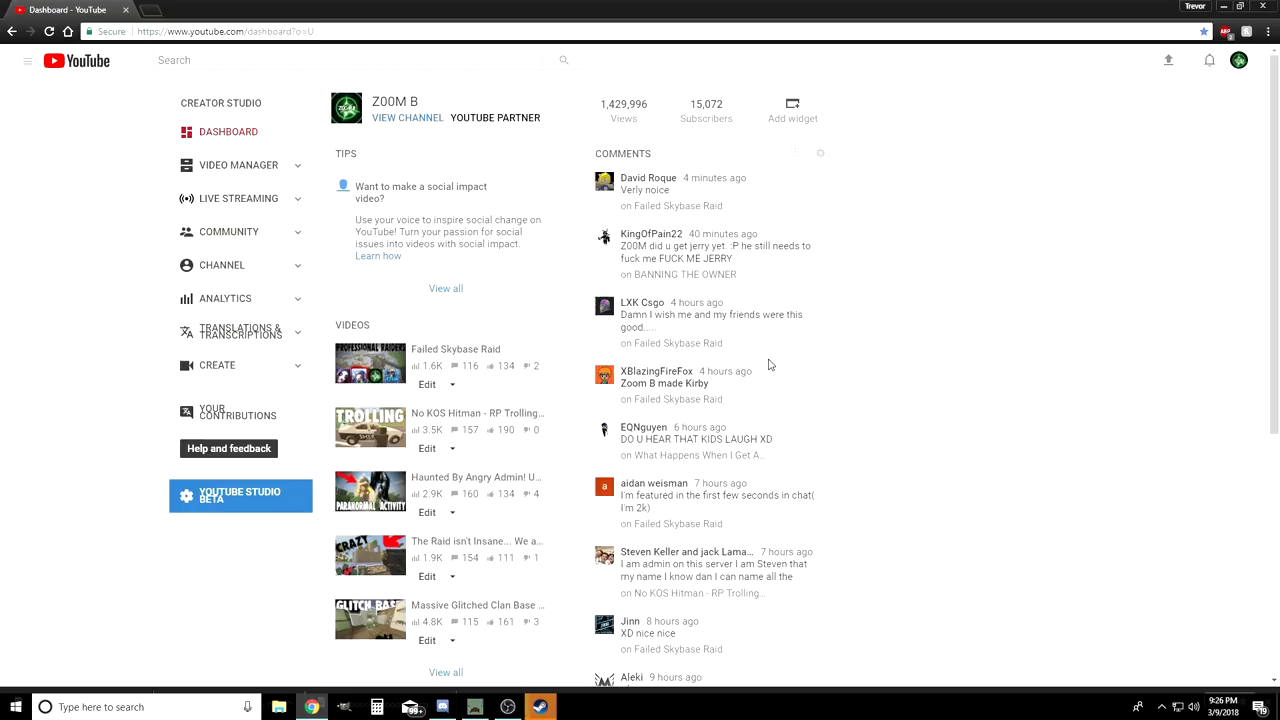 Dashboard - YouTube
Trevor
Secure
https://www.youtube.com/dashboard?o=U
YouTube
Search
CREATOR STUDIO
DASHBOARD
VIDEO MANAGER
LIVE STREAMING
COMMUNITY
CHANNEL
ANALYTICS
TRANSLATIONS &
TRANSCRIPTIONS
CREATE
YOUR
CONTRIBUTIONS
Help and feedback
YOUTUBE STUDIO
BETA
Z00M B
VIEW CHANNEL YOUTUBE PARTNER
1,429,996
Views
15,072
Subscribers
Add widget
TIPS
Want to make a social impact
video?
Use your voice to inspire social change on
YouTube! Turn your passion for social
issues into videos with social impact.
Learn how
View all
VIDEOS
PROFESSIONAL RAIDERS
Failed Skybase Raid
1.6K 116 134 2
Edit
TROLLING
No KOS Hitman - RP Trolling...
3.5K 157 190 0
Edit
PARANORMAL ACTIVITY
Haunted By Angry Admin! U...
2.9K 160 134 4
Edit
CRAZY
The Raid isn't Insane... We a...
1.9K 154 111 1
Edit
GLITCH BASE
Massive Glitched Clan Base ...
4.8K 115 161 3
Edit
View all
COMMENTS
David Roque 4 minutes ago
Verly noice
on Failed Skybase Raid
KingOfPain22 40 minutes ago
Z00M did u get jerry yet. :P he still needs to
fuck me FUCK ME JERRY
on BANNING THE OWNER
LXK Csgo 4 hours ago
Damn I wish me and my friends were this
good.....
on Failed Skybase Raid
XBlazingFireFox 4 hours ago
Zoom B made Kirby
on Failed Skybase Raid
EQNguyen 6 hours ago
DO U HEAR THAT KIDS LAUGH XD
on What Happens When I Get A...
a
aidan weisman 7 hours ago
I'm featured in the first few seconds in chat(
I'm 2k)
on Failed Skybase Raid
Steven Keller and jack Lama... 7 hours ago
I am admin on this server I am Steven that
my name I know dan I can name all the
on No KOS Hitman - RP Trolling...
Jinn 8 hours ago
XD nice nice
on Failed Skybase Raid
Aleki 9 hours ago
Type here to search
99+
9:26 PM
3/9/2018